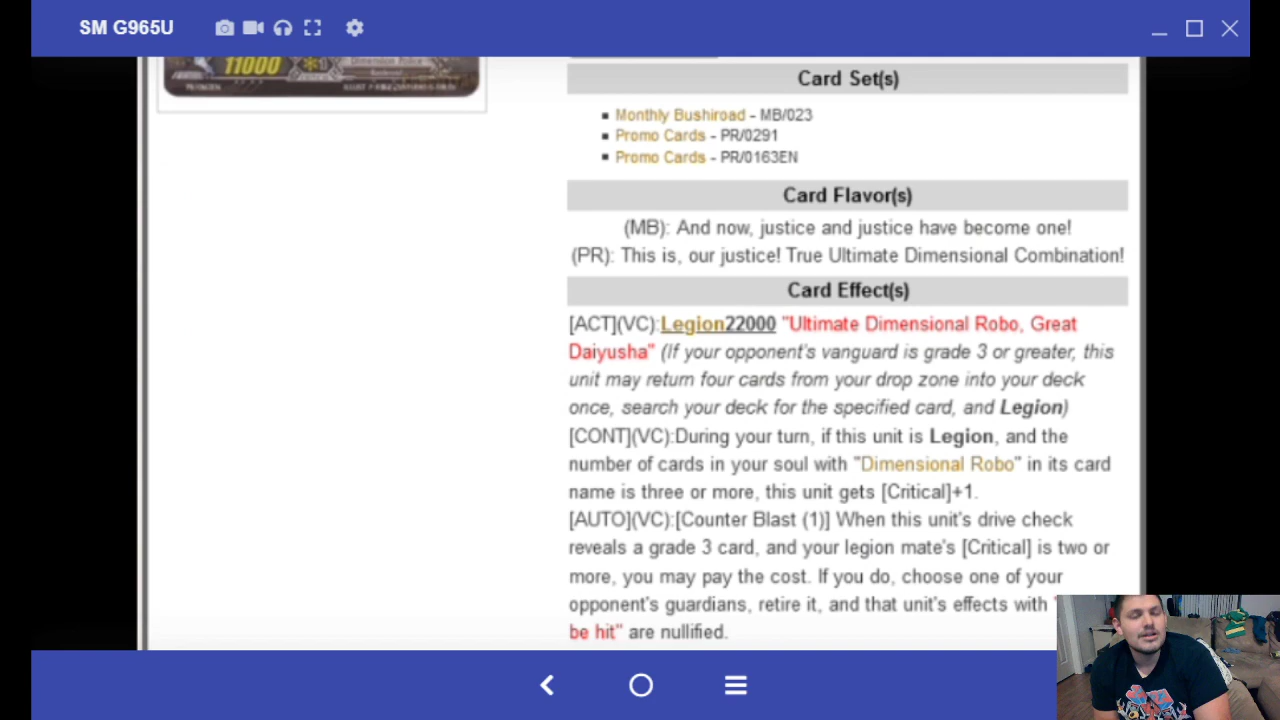 SM G965U
11000
Dimension Police
Card Set(s)
▪ Monthly Bushiroad - MB/023
▪ Promo Cards - PR/0291
▪ Promo Cards - PR/0163EN
Card Flavor(s)
(MB): And now, justice and justice have become one!
(PR): This is, our justice! True Ultimate Dimensional Combination!
Card Effect(s)
[ACT](VC):Legion22000 "Ultimate Dimensional Robo, Great
Daiyusha" (If your opponent's vanguard is grade 3 or greater, this
unit may return four cards from your drop zone into your deck
once, search your deck for the specified card, and Legion)
[CONT](VC):During your turn, if this unit is Legion, and the
number of cards in your soul with "Dimensional Robo" in its card
name is three or more, this unit gets [Critical]+1.
[AUTO](VC):[Counter Blast (1)] When this unit's drive check
reveals a grade 3 card, and your legion mate's [Critical] is two or
more, you may pay the cost. If you do, choose one of your
opponent's guardians, retire it, and that unit's effects with
be hit" are nullified.